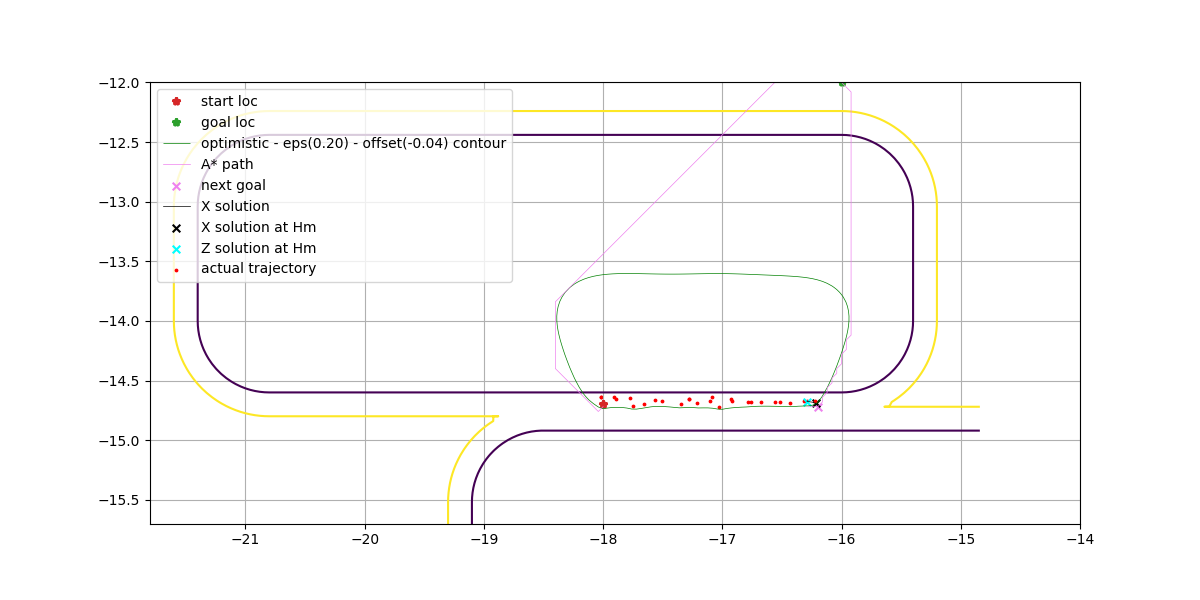 −12.0
−12.5
−13.0
−13.5
−14.0
−14.5
−15.0
−15.5
start loc
goal loc
optimistic - eps(0.20) - offset(-0.04) contour
A* path
next goal
X solution
X solution at Hm
Z solution at Hm
actual trajectory
−21 −20 −19 −18 −17 −16 −15 −14